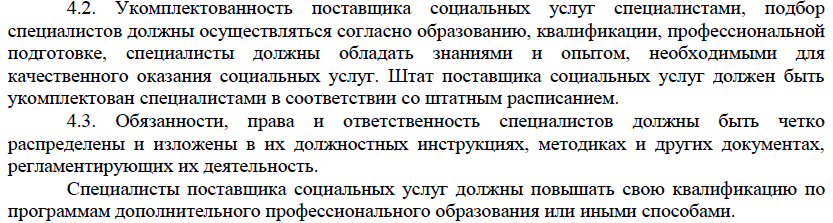 4.2. Укомплектованность поставщика социальных услуг специалистами, подбор
специалистов должны осуществляться согласно образованию, квалификации, профессиональной
подготовке, специалисты должны обладать знаниями и опытом, необходимыми для
качественного оказания социальных услуг. Штат поставщика социальных услуг должен быть
укомплектован специалистами в соответствии со штатным расписанием.
4.3. Обязанности, права и ответственность специалистов должны быть четко
распределены и изложены в их должностных инструкциях, методиках и других документах,
регламентирующих их деятельность.
Специалисты поставщика социальных услуг должны повышать свою квалификацию по
программам дополнительного профессионального образования или иными способами.